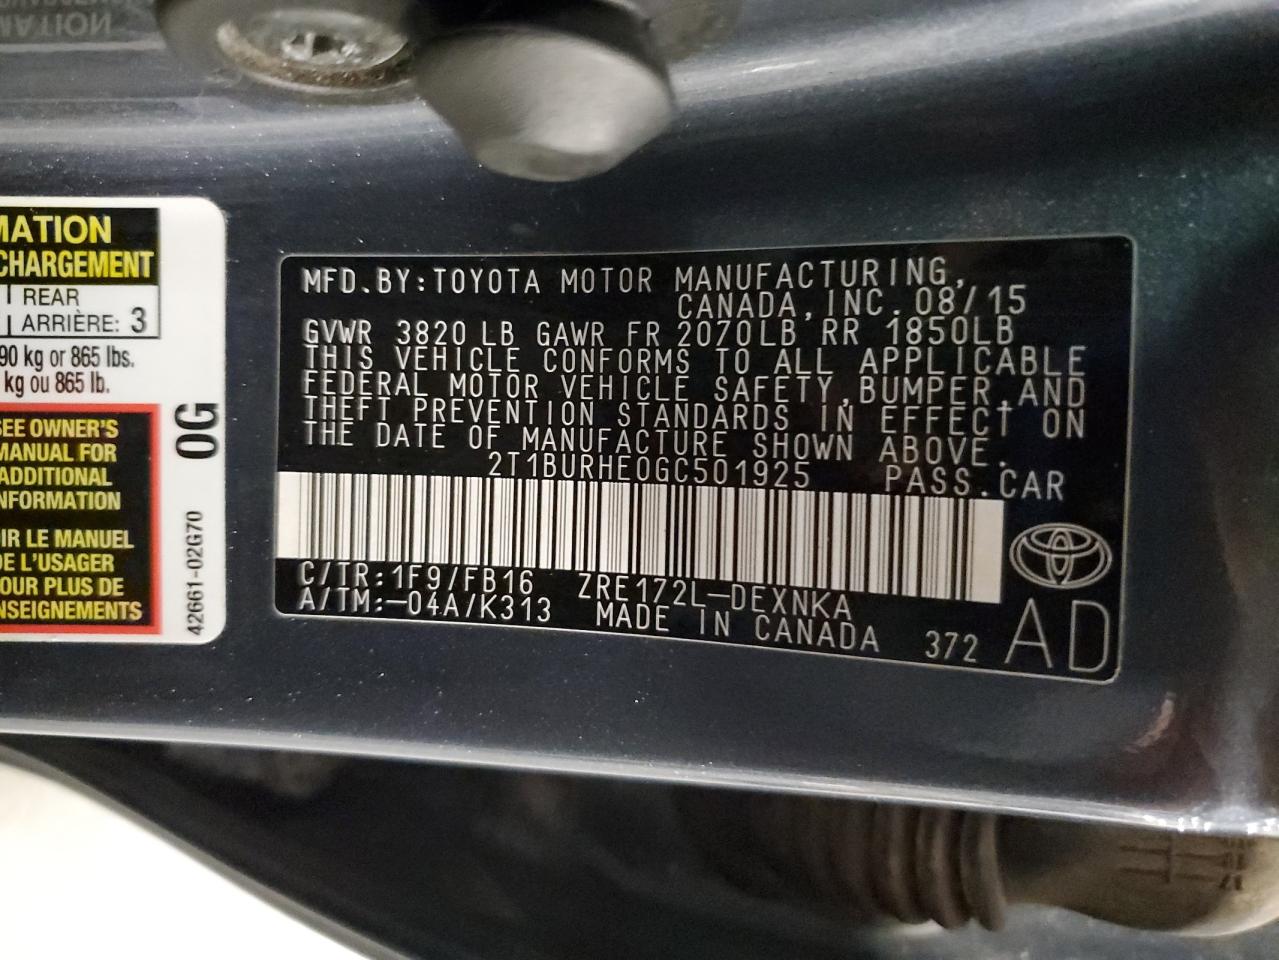 MATION
MATION
CHARGEMENT
REAR
ARRIÈRE: 3
90 kg or 865 lbs.
kg ou 865 lb.
SEE OWNER'S
MANUAL FOR
ADDITIONAL
INFORMATION
OIR LE MANUEL
DE L'USAGER
POUR PLUS DE
NSEIGNEMENTS
0G
42661-02G70
MFD.BY:TOYOTA MOTOR MANUFACTURING,
CANADA,INC.08/15
GVWR 3820 LB GAWR FR 2070LB RR 1850LB
THIS VEHICLE CONFORMS TO ALL APPLICABLE
FEDERAL MOTOR VEHICLE SAFETY,BUMPER,AND
THEFT PREVENTION STANDARDS IN EFFECT ON
THE DATE OF MANUFACTURE SHOWN ABOVE.
2T1BURHE0GC501925 PASS.CAR
C/TR:1F9/FB16 ZRE172L-DEXNKA
A/TM:-04A/K313 MADE IN CANADA 372 AD